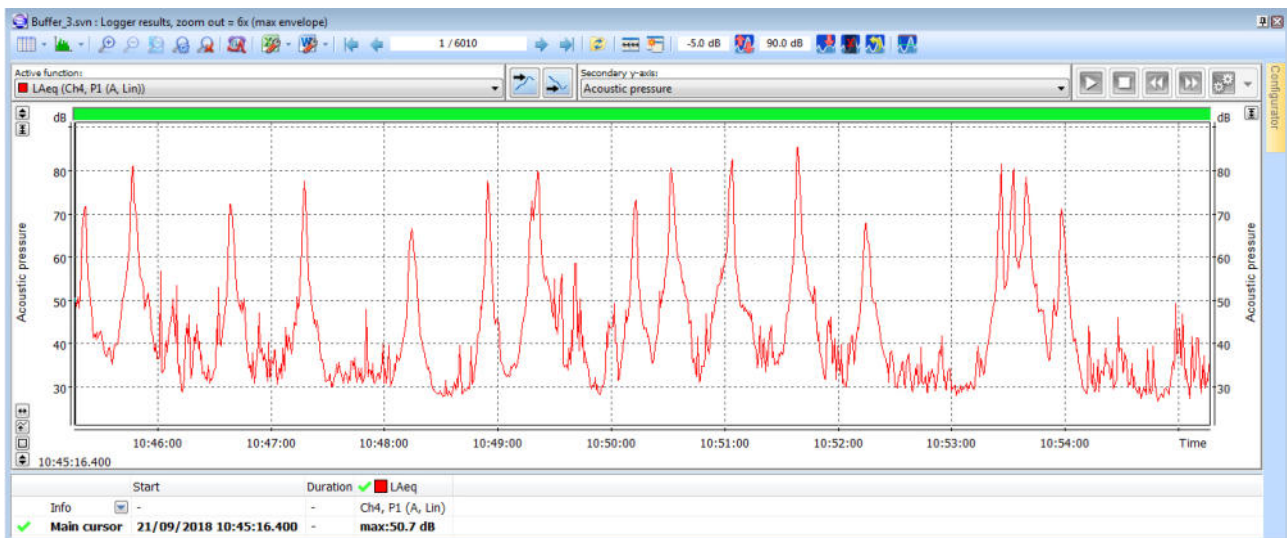 Buffer_3.svn : Logger results, zoom out = 6x (max envelope)
1 / 6010 -5.0 dB 90.0 dB
Active function: Secondary y-axis:
LAeq (Ch4, P1 (A, Lin)) Acoustic pressure
Configurator
dB dB
80 80
70 70
60 60
50 50
40 40
30 30
Acoustic pressure Acoustic pressure
10:46:00 10:47:00 10:48:00 10:49:00 10:50:00 10:51:00 10:52:00 10:53:00 10:54:00 Time
10:45:16.400
Start Duration LAeq
Info - - Ch4, P1 (A, Lin)
Main cursor 21/09/2018 10:45:16.400 - max:50.7 dB